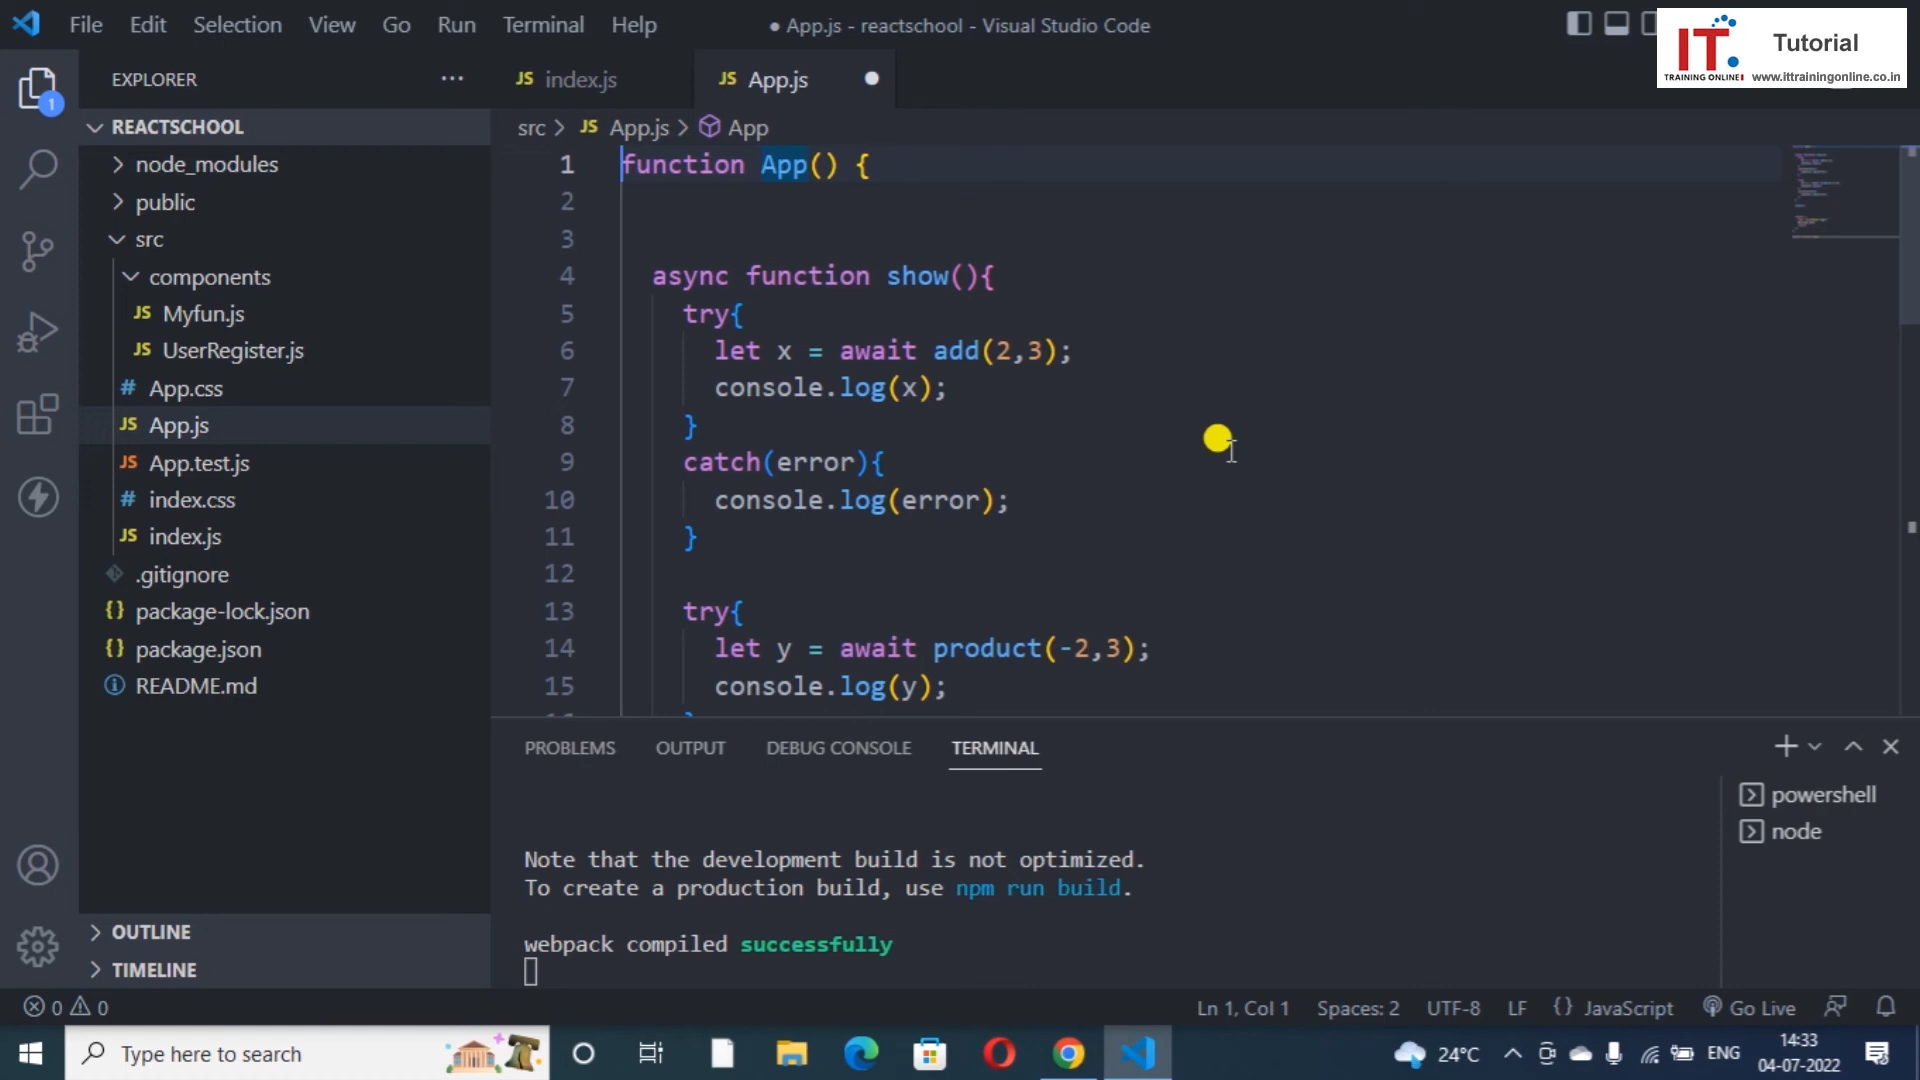 File Edit Selection View Go Run Terminal Help
● App.js - reactschool - Visual Studio Code
IT.
TRAINING ONLINE
Tutorial
www.ittrainingonline.co.in
EXPLORER ···
JS index.js
JS App.js ●
REACTSCHOOL
src > JS App.js > App
node_modules
public
src
components
JS Myfun.js
JS UserRegister.js
# App.css
JS App.js
JS App.test.js
# index.css
JS index.js
.gitignore
{} package-lock.json
{} package.json
README.md
OUTLINE
TIMELINE
1
1 function App() {
2
3
4 async function show(){
5 try{
6 let x = await add(2,3);
7 console.log(x);
8 }
9 catch(error){
10 console.log(error);
11 }
12
13 try{
14 let y = await product(-2,3);
15 console.log(y);
PROBLEMS OUTPUT DEBUG CONSOLE TERMINAL
powershell
node
Note that the development build is not optimized.
To create a production build, use npm run build.
webpack compiled successfully
0 0
Ln 1, Col 1 Spaces: 2 UTF-8 LF {} JavaScript Go Live
Type here to search
24°C
ENG
14:33
04-07-2022